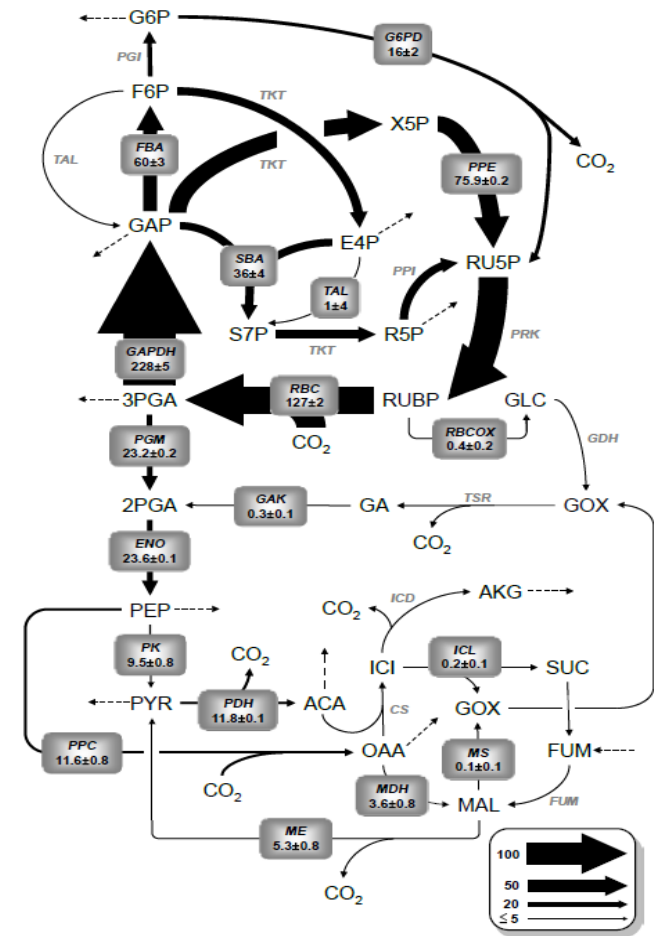 G6P
G6PD
16±2
PGI
F6P
TKT
X5P
CO2
TAL
FBA
60±3
TKT
PPE
75.9±0.2
GAP
E4P
SBA
36±4
RU5P
PPI
TAL
1±4
S7P
TKT
R5P
PRK
GAPDH
228±5
3PGA
RBC
127±2
RUBP
GLC
CO2
RBCOX
0.4±0.2
PGM
23.2±0.2
GDH
2PGA
GAK
0.3±0.1
GA
TSR
GOX
CO2
ENO
23.6±0.1
PEP
CO2
ICD
AKG
PK
9.5±0.8
CO2
ICI
ICL
0.2±0.1
SUC
PYR
PDH
11.8±0.1
ACA
CS
GOX
PPC
11.6±0.8
OAA
MS
0.1±0.1
FUM
CO2
MDH
3.6±0.8
MAL
FUM
ME
5.3±0.8
CO2
100
50
20
≤ 5